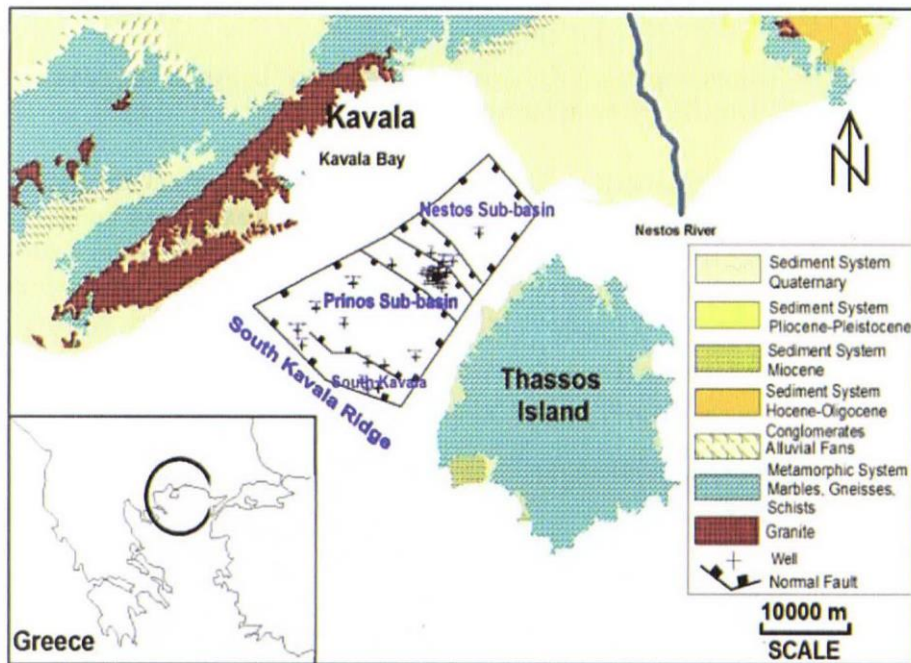 Kavala
Kavala Bay
N
Nestos Sub-basin
Nestos River
Prinos Sub-basin
South Kavala
South Kavala Ridge
Thassos
Island
Sediment System
Quaternary
Sediment System
Pliocene-Pleistocene
Sediment System
Miocene
Sediment System
Hocene-Oligocene
Conglomerates
Alluvial Fans
Metamorphic System
Marbles, Gneisses,
Schists
Granite
Well
Normal Fault
10000 m
SCALE
Greece